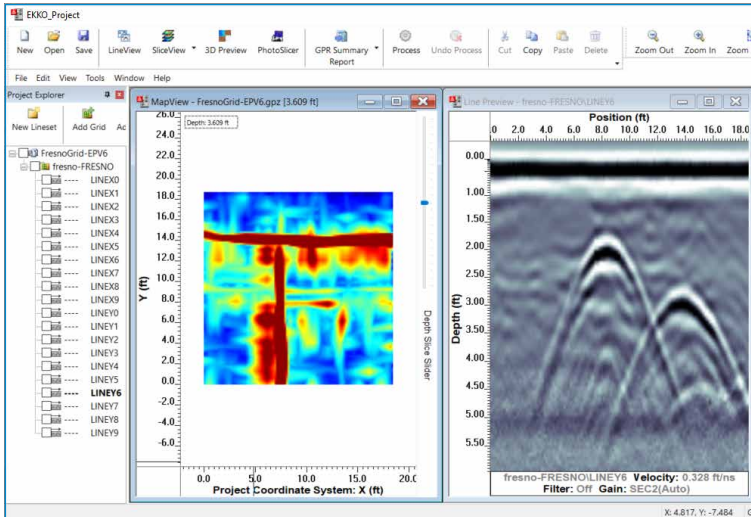 EKKO_Project
New Open Save LineView SliceView 3D Preview PhotoSlicer GPR Summary Report Process Undo Process Cut Copy Paste Delete Zoom Out Zoom In Zoom
File Edit View Tools Window Help
Project Explorer
New Lineset Add Grid Ac
FresnoGrid-EPV6
fresno-FRESNO
---- LINEX0
---- LINEX1
---- LINEX2
---- LINEX3
---- LINEX4
---- LINEX5
---- LINEX6
---- LINEX7
---- LINEX8
---- LINEX9
---- LINEY0
---- LINEY1
---- LINEY2
---- LINEY3
---- LINEY4
---- LINEY5
---- LINEY6
---- LINEY7
---- LINEY8
---- LINEY9
MapView - FresnoGrid-EPV6.gpz [3.609 ft]
Depth: 3.609 ft
26.0
24.0
22.0
20.0
18.0
16.0
14.0
12.0
10.0
8.0
6.0
4.0
2.0
0.0
-2.0
-4.0
-6.0
Y (ft)
0.0 5.0 10.0 15.0 20.0
Project Coordinate System: X (ft)
Depth Slice Slider
Line Preview - fresno-FRESNO\LINEY6
Position (ft)
.0 2.0 4.0 6.0 8.0 10.0 12.0 14.0 16.0 18.0
0.00
1.00
1.50
2.00
2.50
3.00
3.50
4.00
4.50
5.00
5.50
Depth (ft)
fresno-FRESNO\LINEY6 Velocity: 0.328 ft/ns
Filter: Off Gain: SEC2(Auto)
X: 4.817, Y: -7.484